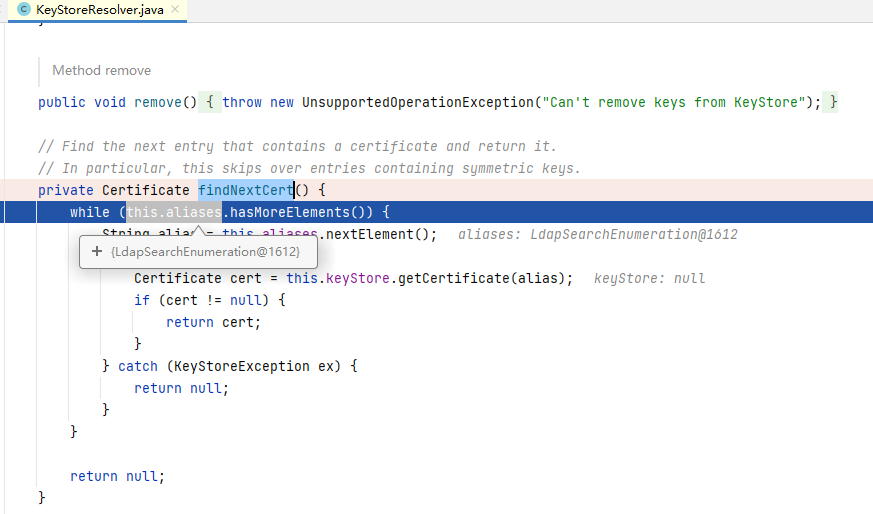 KeyStoreResolver.java
}
Method remove
public void remove() { throw new UnsupportedOperationException("Can't remove keys from KeyStore"); }
// Find the next entry that contains a certificate and return it.
// In particular, this skips over entries containing symmetric keys.
private Certificate findNextCert() {
while (this.aliases.hasMoreElements()) {
String alias = this.aliases.nextElement(); aliases: LdapSearchEnumeration@1612
{LdapSearchEnumeration@1612}
Certificate cert = this.keyStore.getCertificate(alias); keyStore: null
if (cert != null) {
return cert;
}
} catch (KeyStoreException ex) {
return null;
}
}
return null;
}